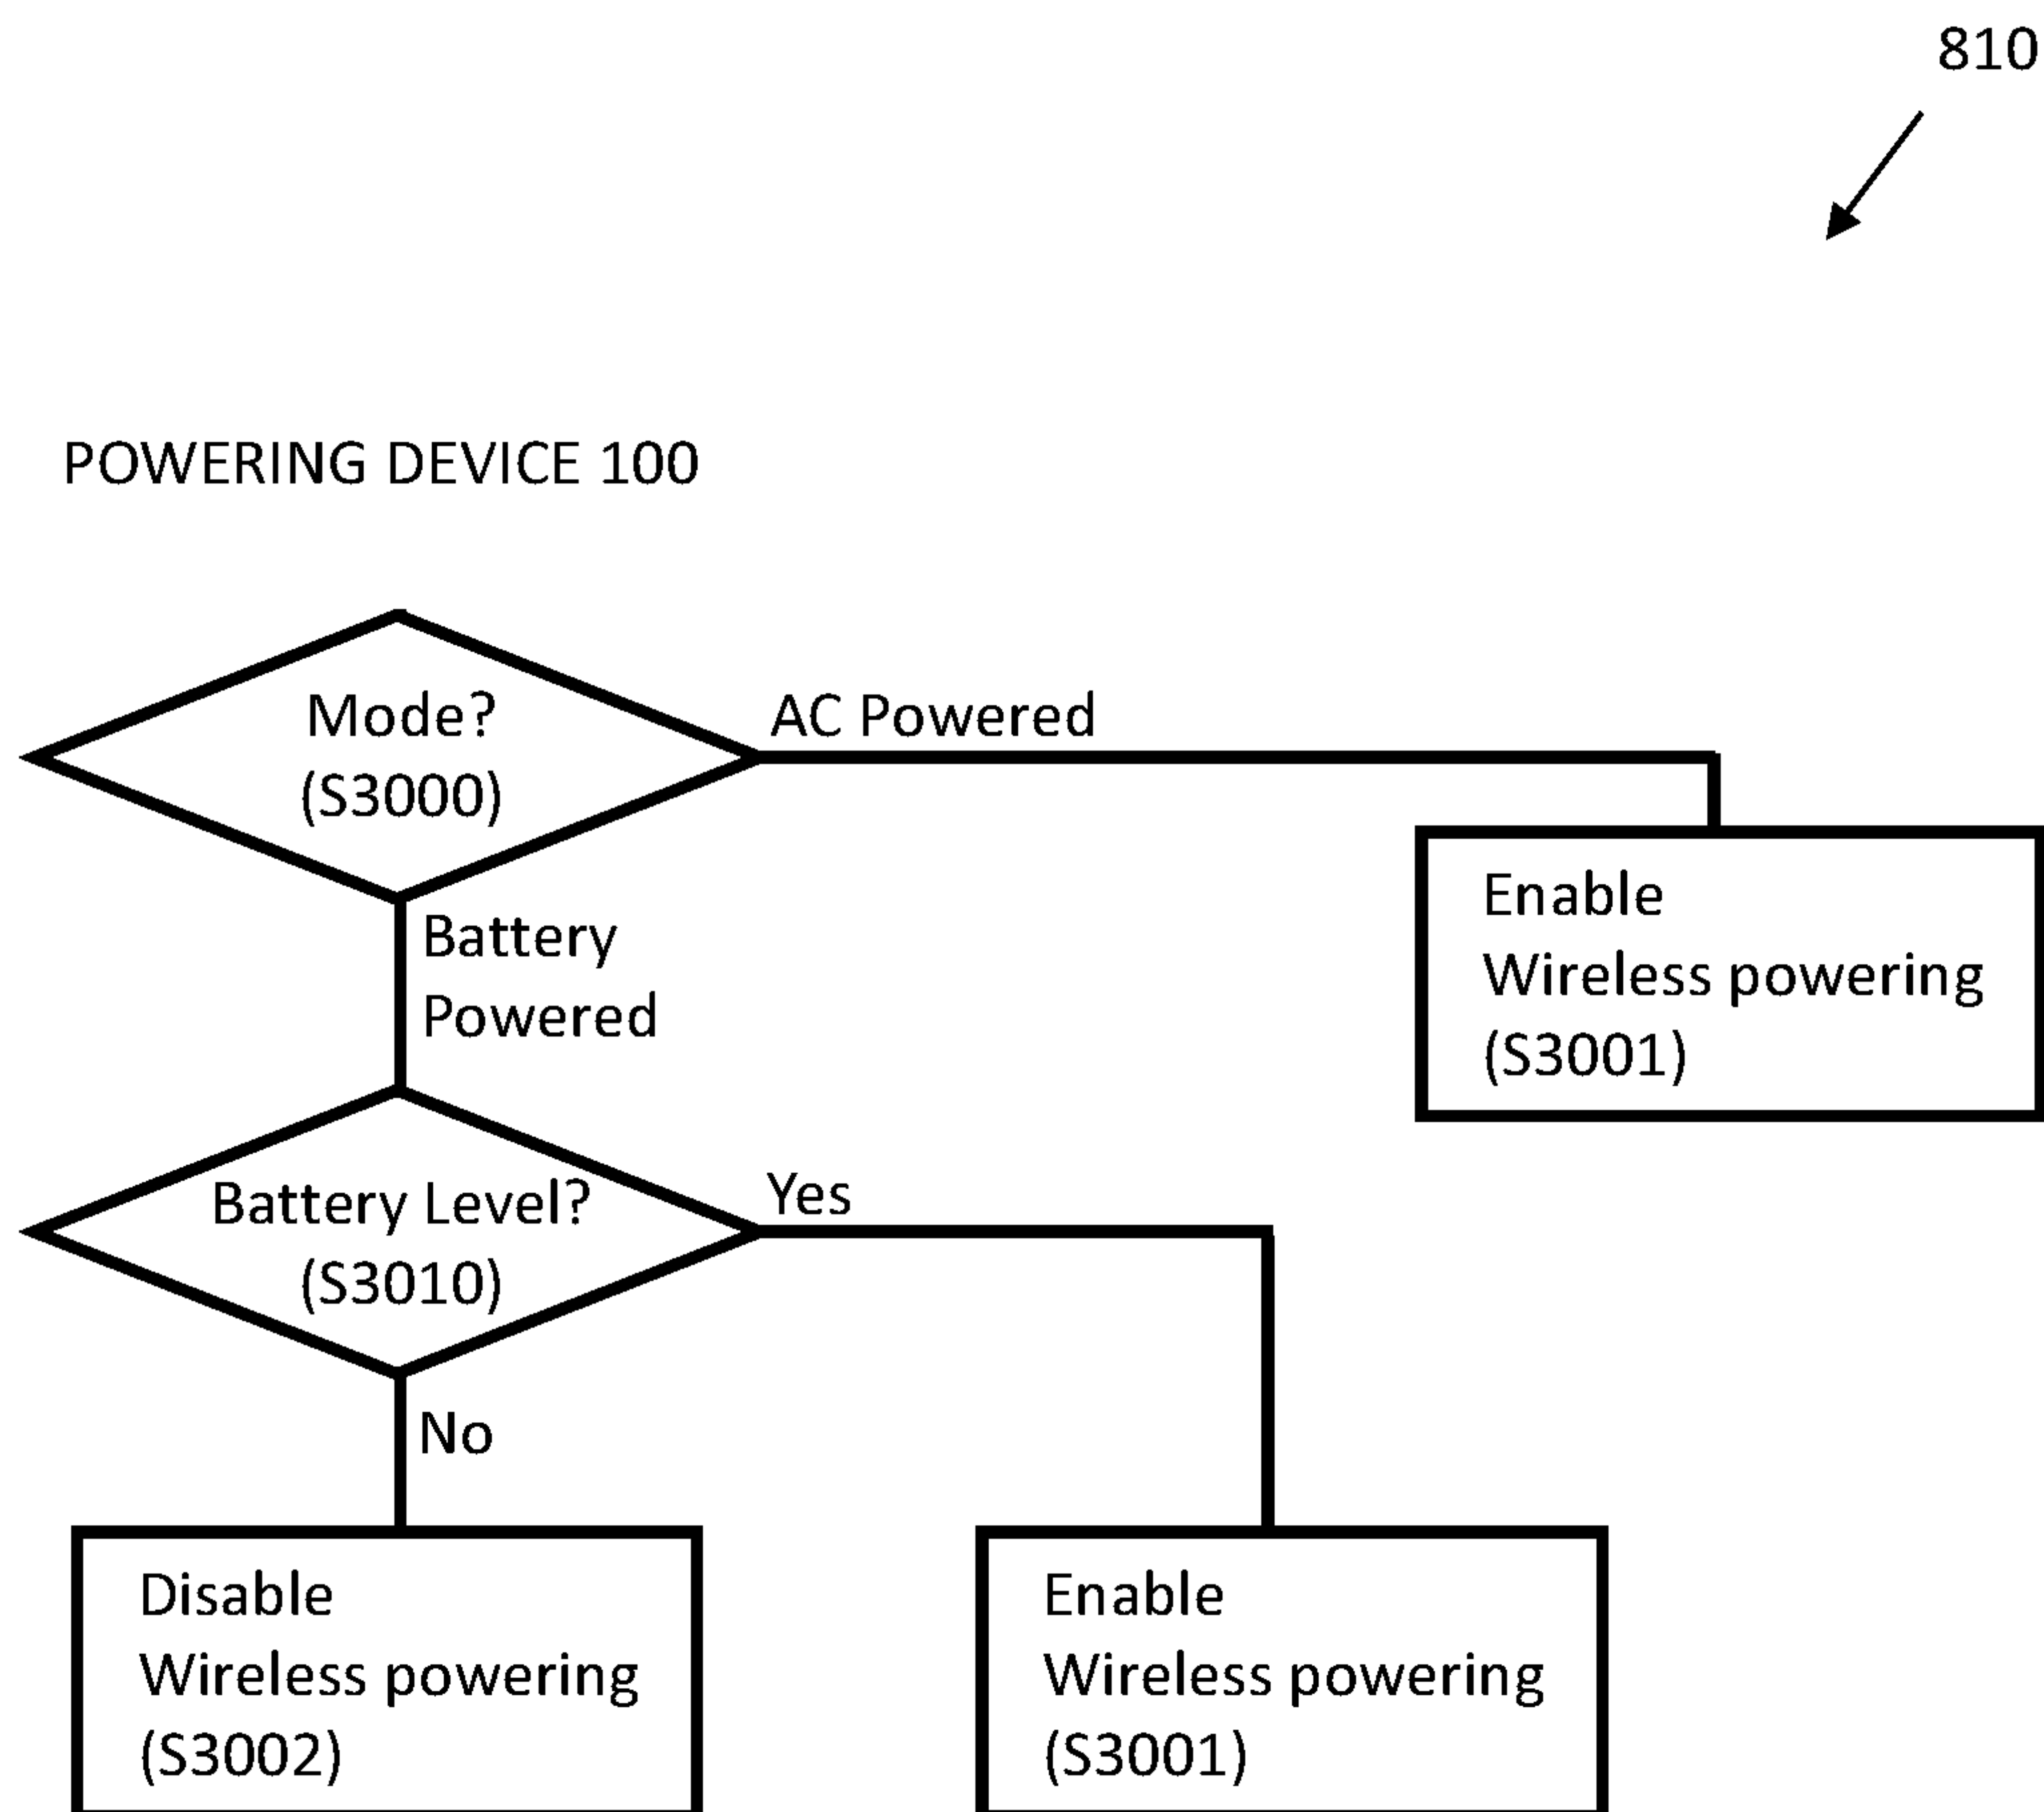 810
POWERING DEVICE 100
Mode?
(S3000)
AC Powered
Enable
Wireless powering
(S3001)
Battery
Powered
Battery Level?
(S3010)
Yes
No
Disable
Wireless powering
(S3002)
Enable
Wireless powering
(S3001)